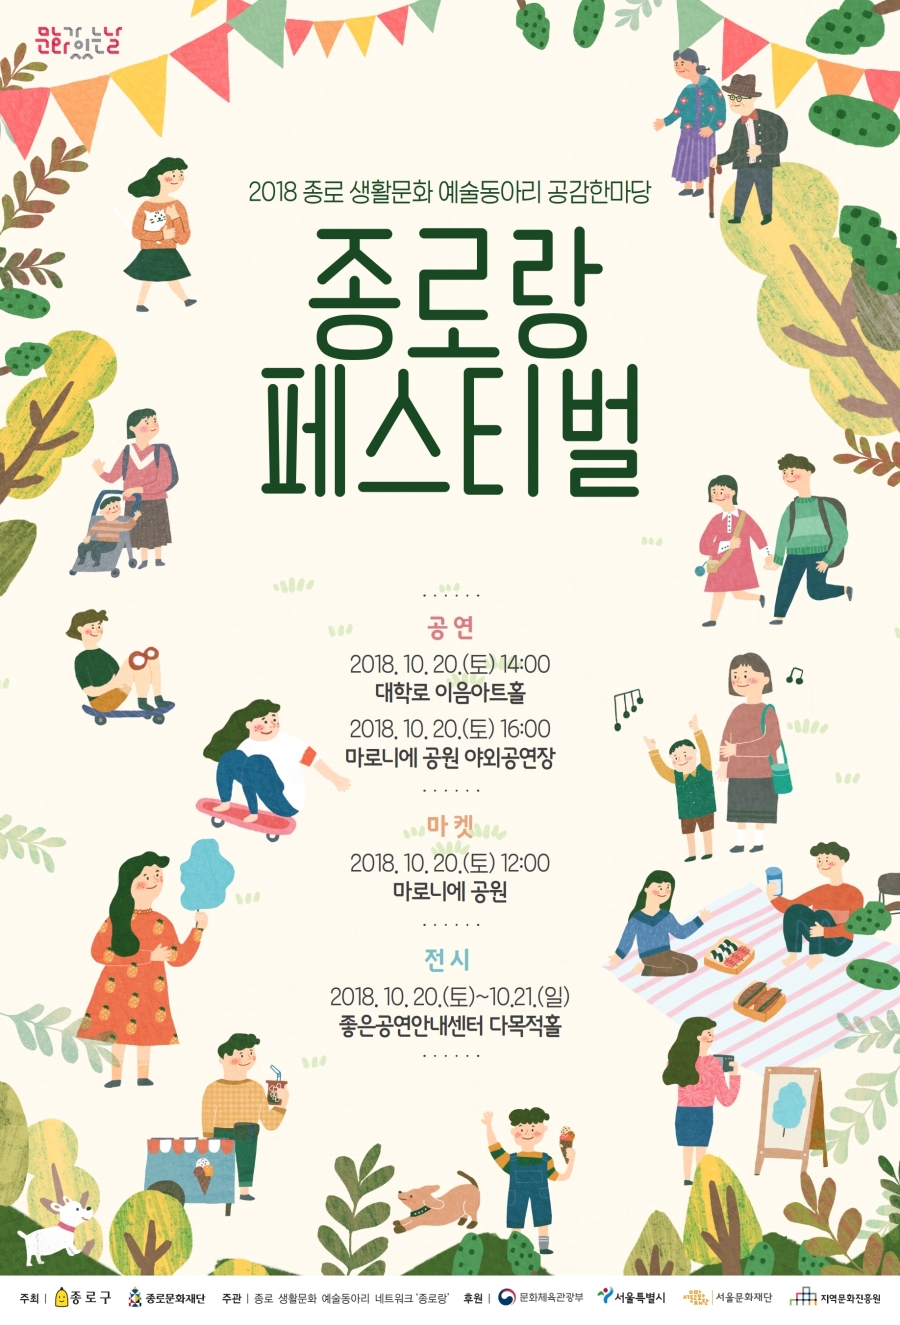 문화가 있는 날
2018 종로 생활문화 예술동아리 공감한마당
종로랑
페스티벌
공연
2018. 10. 20.(토) 14:00
대학로 이음아트홀
2018. 10. 20.(토) 16:00
마로니에 공원 야외공연장
마켓
2018. 10. 20.(토) 12:00
마로니에 공원
전시
2018. 10. 20.(토)~10.21.(일)
좋은공연안내센터 다목적홀
주최 | 종로구 종로문화재단 주관 | 종로 생활문화 예술동아리 네트워크 '종로랑' 후원 | 문화체육관광부 서울특별시 서울문화재단 지역문화진흥원